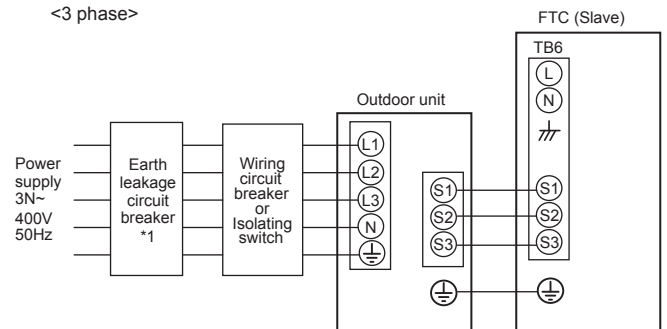 <3 phase>
FTC (Slave)
TB6
L
N
Outdoor unit
Power
supply
3N~
400V
50Hz
Earth
leakage
circuit
breaker
*1
Wiring
circuit
breaker
or
Isolating
switch
L1
L2
L3
N
S1
S2
S3
S1
S2
S3